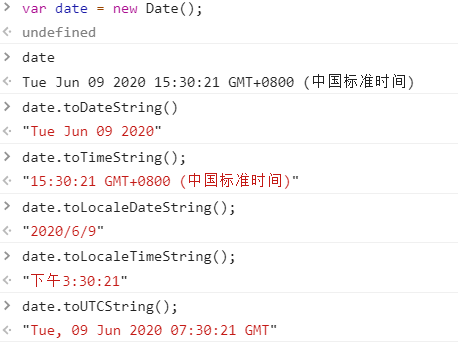 var date = new Date();
undefined
date
Tue Jun 09 2020 15:30:21 GMT+0800 (中国标准时间)
date.toDateString()
"Tue Jun 09 2020"
date.toTimeString();
"15:30:21 GMT+0800 (中国标准时间)"
date.toLocaleDateString();
"2020/6/9"
date.toLocaleTimeString();
"下午3:30:21"
date.toUTCString();
"Tue, 09 Jun 2020 07:30:21 GMT"